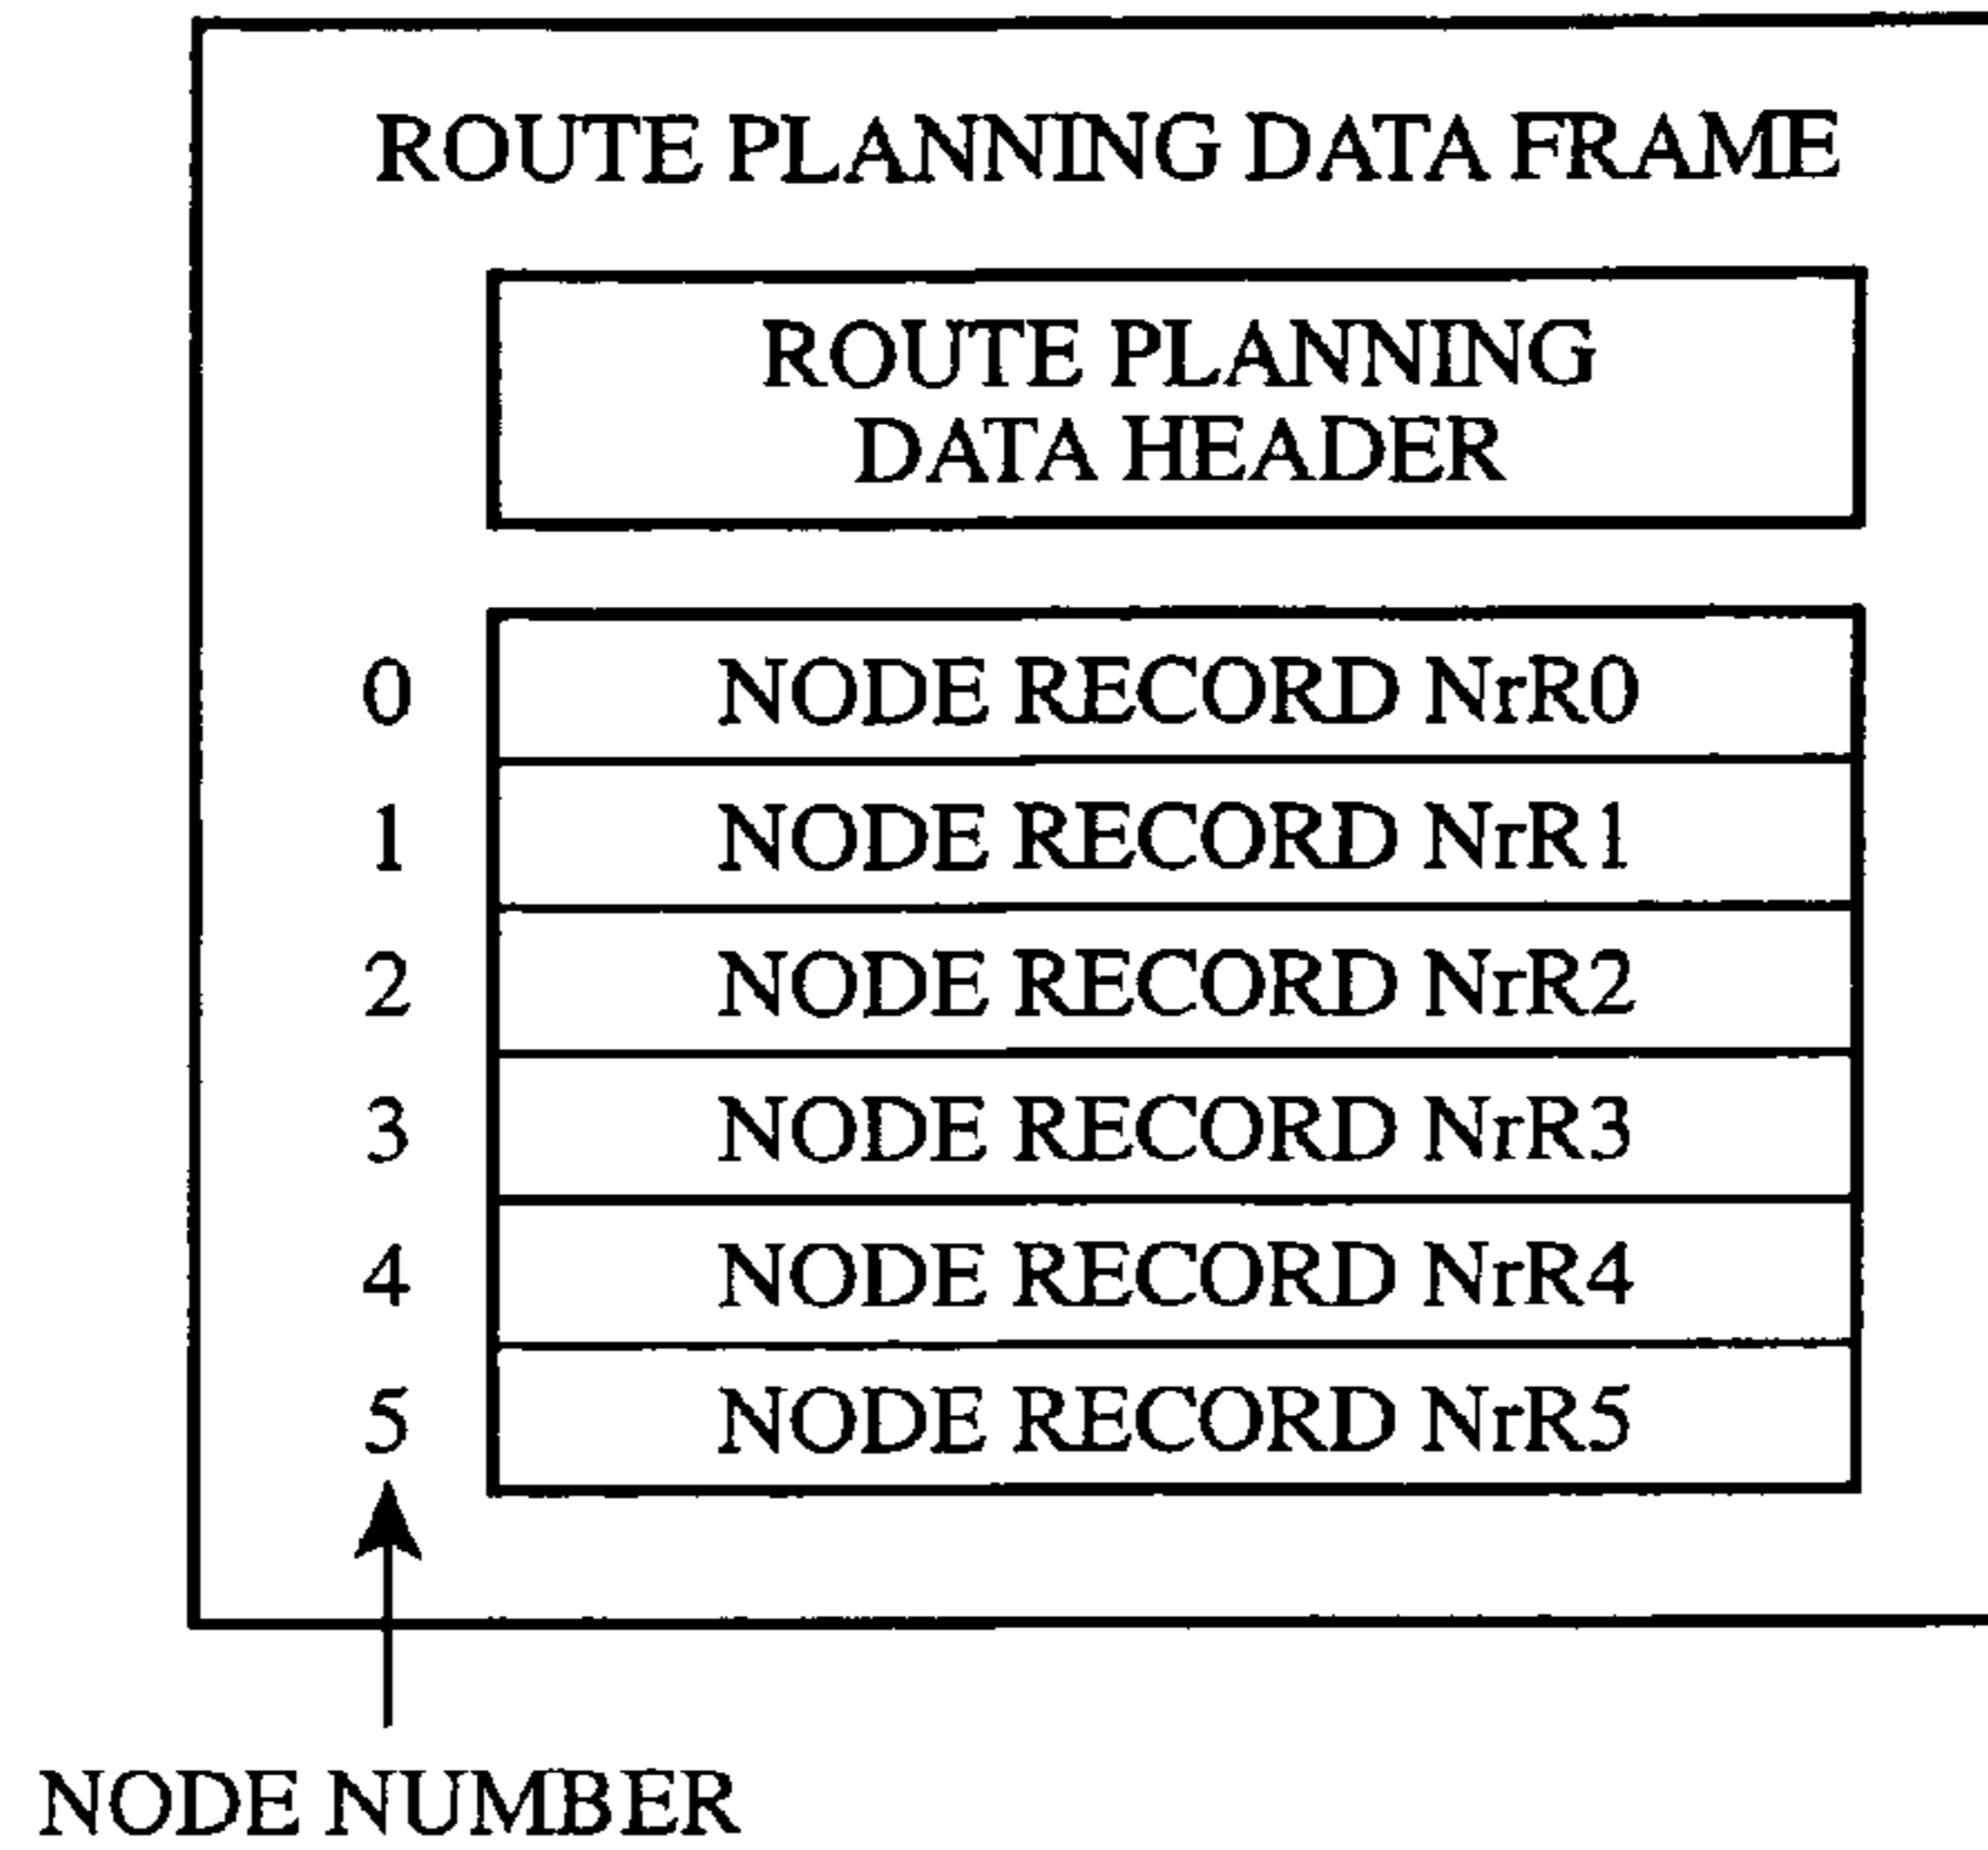 ROUTE PLANNING DATA FRAME
ROUTE PLANNING
DATA HEADER
0 NODE RECORD NrR0
1 NODE RECORD NrR1
2 NODE RECORD NrR2
3 NODE RECORD NrR3
4 NODE RECORD NrR4
5 NODE RECORD NrR5
NODE NUMBER